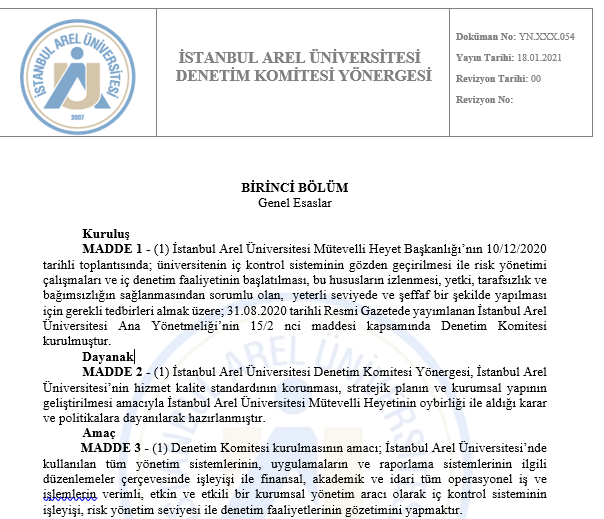 İSTANBUL AREL ÜNİVERSİTESİ
2007
İSTANBUL AREL ÜNİVERSİTESİ
DENETİM KOMİTESİ YÖNERGESİ
Doküman No: YN.XXX.054
Yayım Tarihi: 18.01.2021
Revizyon Tarihi: 00
Revizyon No:
BİRİNCİ BÖLÜM
Genel Esaslar
Kuruluş
MADDE 1 - (1) İstanbul Arel Üniversitesi Mütevelli Heyet Başkanlığı’nın 10/12/2020
tarihli toplantısında; üniversitenin iç kontrol sisteminin gözden geçirilmesi ile risk yönetimi
çalışmaları ve iç denetim faaliyetinin başlatılması, bu hususların izlenmesi, yetki, tarafsızlık ve
bağımsızlığın sağlanmasından sorumlu olan, yeterli seviyede ve şeffaf bir şekilde yapılması
için gerekli tedbirleri almak üzere; 31.08.2020 tarihli Resmi Gazetede yayımlanan İstanbul Arel
Üniversitesi Ana Yönetmeliği’nin 15/2 nci maddesi kapsamında Denetim Komitesi
kurulmuştur.
Dayanak
MADDE 2 - (1) İstanbul Arel Üniversitesi Denetim Komitesi Yönergesi, İstanbul Arel
Üniversitesi’nin hizmet kalite standardının korunması, stratejik planın ve kurumsal yapının
geliştirilmesi amacıyla İstanbul Arel Üniversitesi Mütevelli Heyetinin oybirliği ile aldığı karar
ve politikalara dayanılarak hazırlanmıştır.
Amaç
MADDE 3 - (1) Denetim Komitesi kurulmasının amacı; İstanbul Arel Üniversitesi’nde
kullanılan tüm yönetim sistemlerinin, uygulamaların ve raporlama sistemlerinin ilgili
düzenlemeler çerçevesinde işleyişi ile finansal, akademik ve idari tüm operasyonel iş ve
işlemlerin verimli, etkin ve etkili bir kurumsal yönetim aracı olarak iç kontrol sisteminin
işleyişi, risk yönetim seviyesi ile denetim faaliyetlerinin gözetimini yapmaktır.